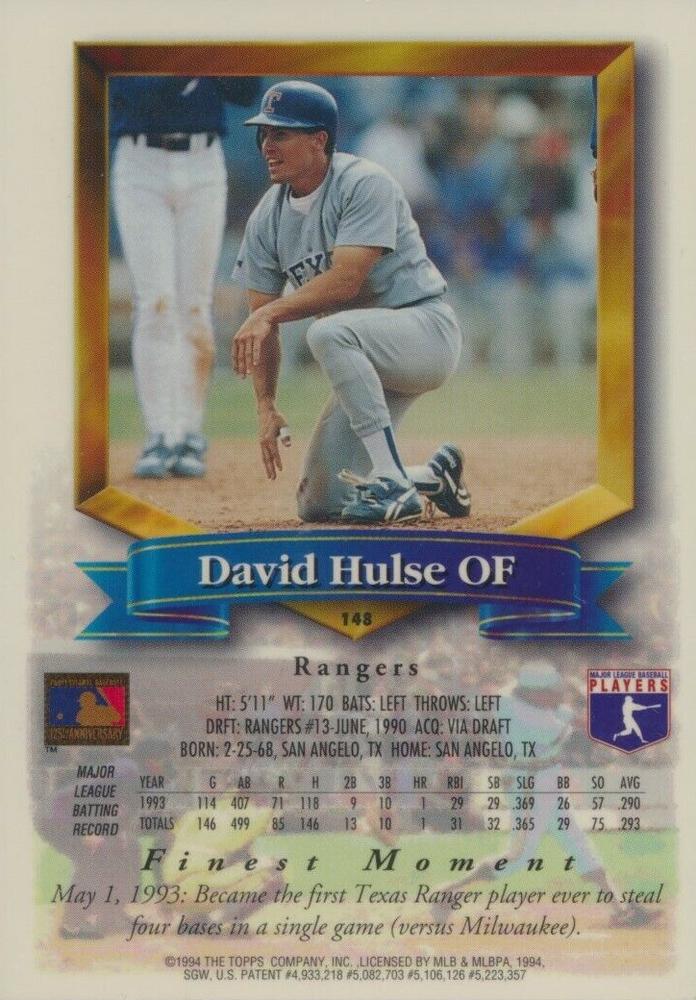 T
TEX
David Hulse OF
148
Rangers
PROFESSIONAL BASEBALL
125th ANNIVERSARY
TM
MAJOR LEAGUE BASEBALL
PLAYERS
HT: 5'11" WT: 170 BATS: LEFT THROWS: LEFT
DRFT: RANGERS #13-JUNE, 1990 ACQ: VIA DRAFT
BORN: 2-25-68, SAN ANGELO, TX HOME: SAN ANGELO, TX
MAJOR
LEAGUE
BATTING
RECORD
YEAR G AB R H 2B 3B HR RBI SB SLG BB SO AVG
1993 114 407 71 118 9 10 1 29 29 .369 26 57 .290
TOTALS 146 499 85 146 13 10 1 31 32 .365 29 75 .293
Finest Moment
May 1, 1993: Became the first Texas Ranger player ever to steal
four bases in a single game (versus Milwaukee).
©1994 THE TOPPS COMPANY, INC. ,LICENSED BY MLB & MLBPA, 1994,
SGW, U.S. PATENT #4,933,218 #5,082,703 #5,106,126 #5,223,357